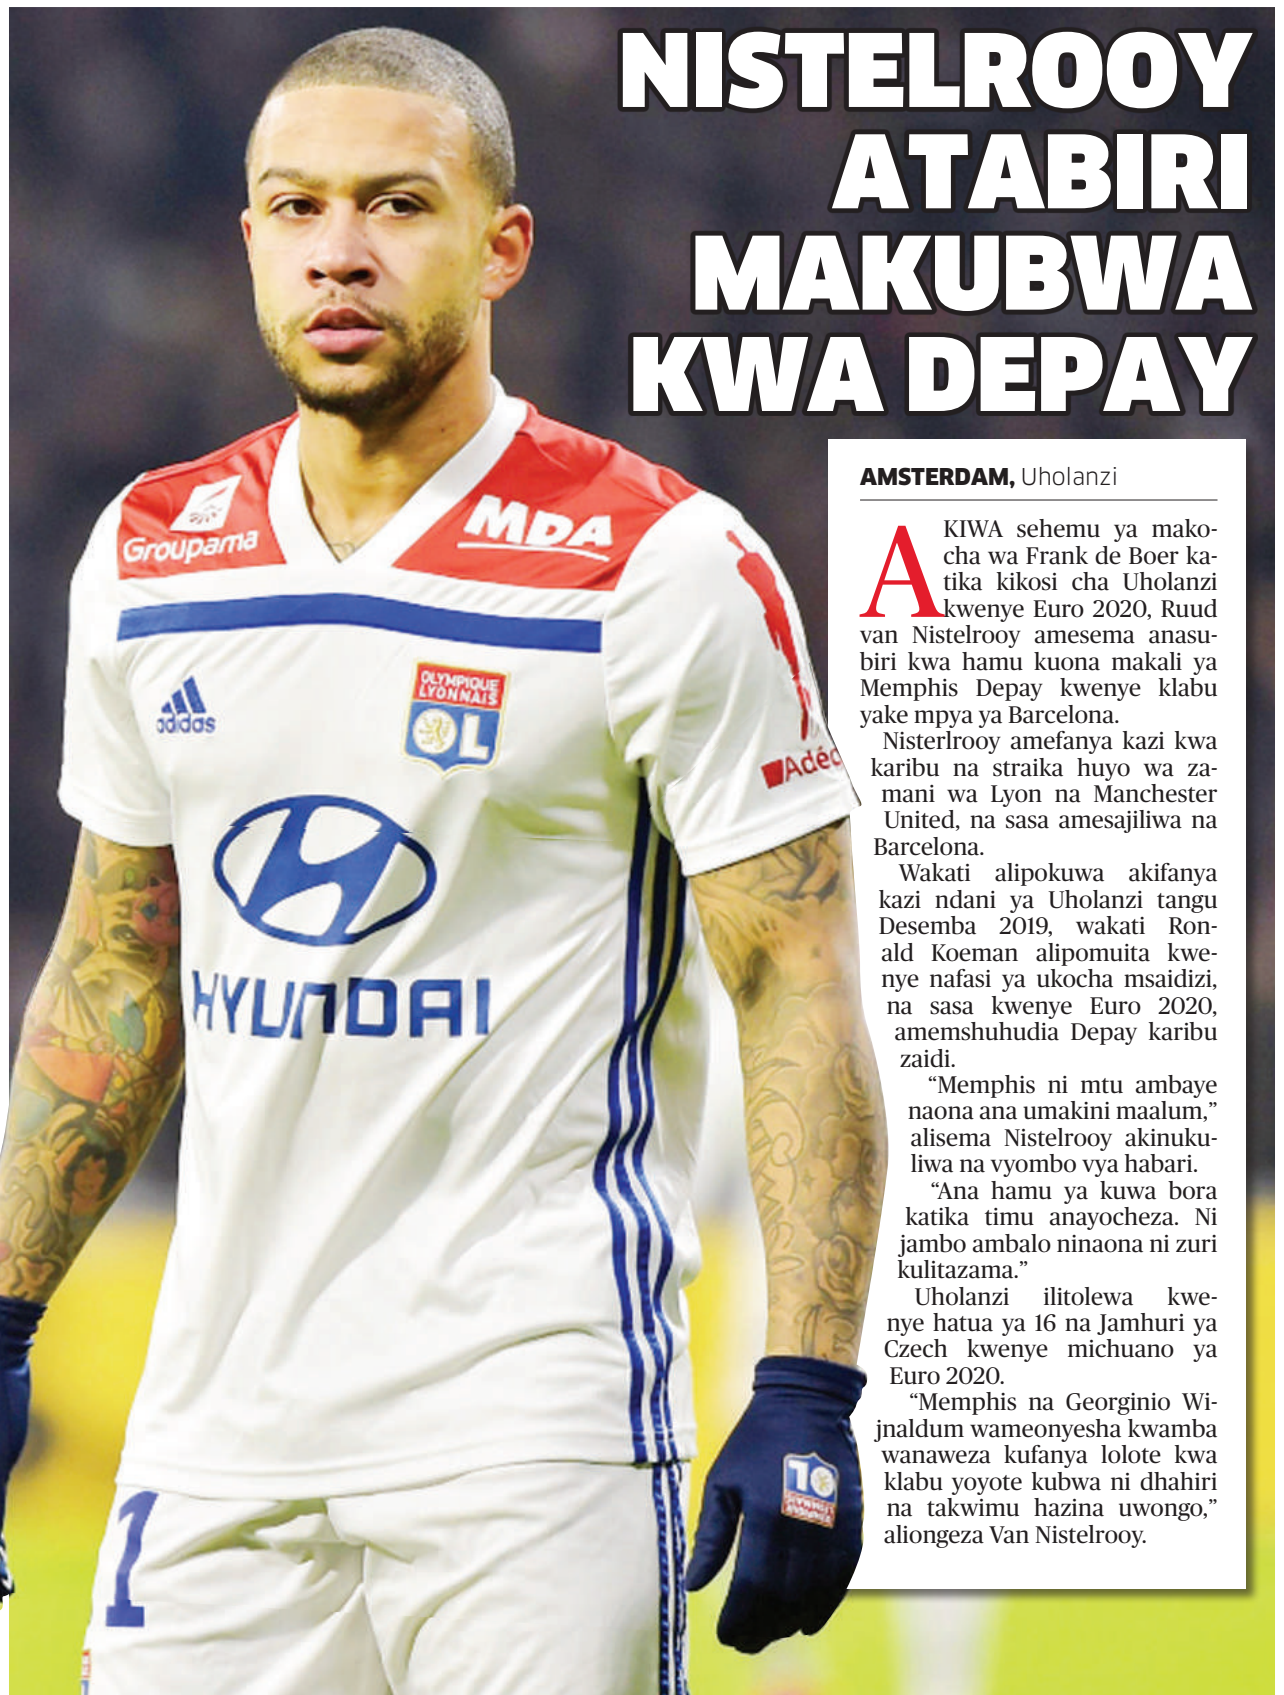 NISTELROOY
ATABIRI
MAKUBWA
KWA DEPAY
AMSTERDAM, Uholanzi
AKIWA sehemu ya mako-
cha wa Frank de Boer ka-
tika kikosi cha Uholanzi
kwenye Euro 2020, Ruud
van Nistelrooy amesema anasu-
biri kwa hamu kuona makali ya
Memphis Depay kwenye klabu
yake mpya ya Barcelona.
Nisterlrooy amefanya kazi kwa
karibu na straika huyo wa za-
mani wa Lyon na Manchester
United, na sasa amesajiliwa na
Barcelona.
Wakati alipokuwa akifanya
kazi ndani ya Uholanzi tangu
Desemba 2019, wakati Ron-
ald Koeman alipomuita kwe-
nye nafasi ya ukocha msaidizi,
na sasa kwenye Euro 2020,
amemshuhudia Depay karibu
zaidi.
“Memphis ni mtu ambaye
naona ana umakini maalum,”
alisema Nistelrooy akinuku-
liwa na vyombo vya habari.
“Ana hamu ya kuwa bora
katika timu anayocheza. Ni
jambo ambalo ninaona ni zuri
kulitazama.”
Uholanzi ilitolewa kwe-
nye hatua ya 16 na Jamhuri ya
Czech kwenye michuano ya
Euro 2020.
“Memphis na Georginio Wi-
jnaldum wameonyesha kwamba
wanaweza kufanya lolote kwa
klabu yoyote kubwa ni dhahiri
na takwimu hazina uwongo,”
aliongeza Van Nistelrooy.
Groupama
MDA
adidas
OLYMPIQUE
LYONNAIS
OL
Adéc
HYUNDAI
OL
1